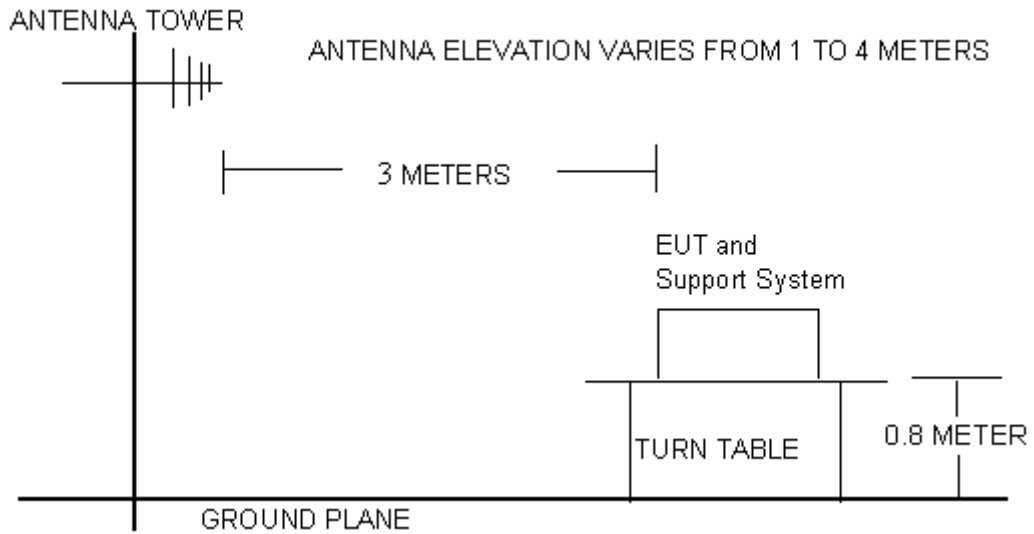 ANTENNA TOWER
ANTENNA ELEVATION VARIES FROM 1 TO 4 METERS
3 METERS
EUT and
Support System
0.8 METER
TURN TABLE
GROUND PLANE